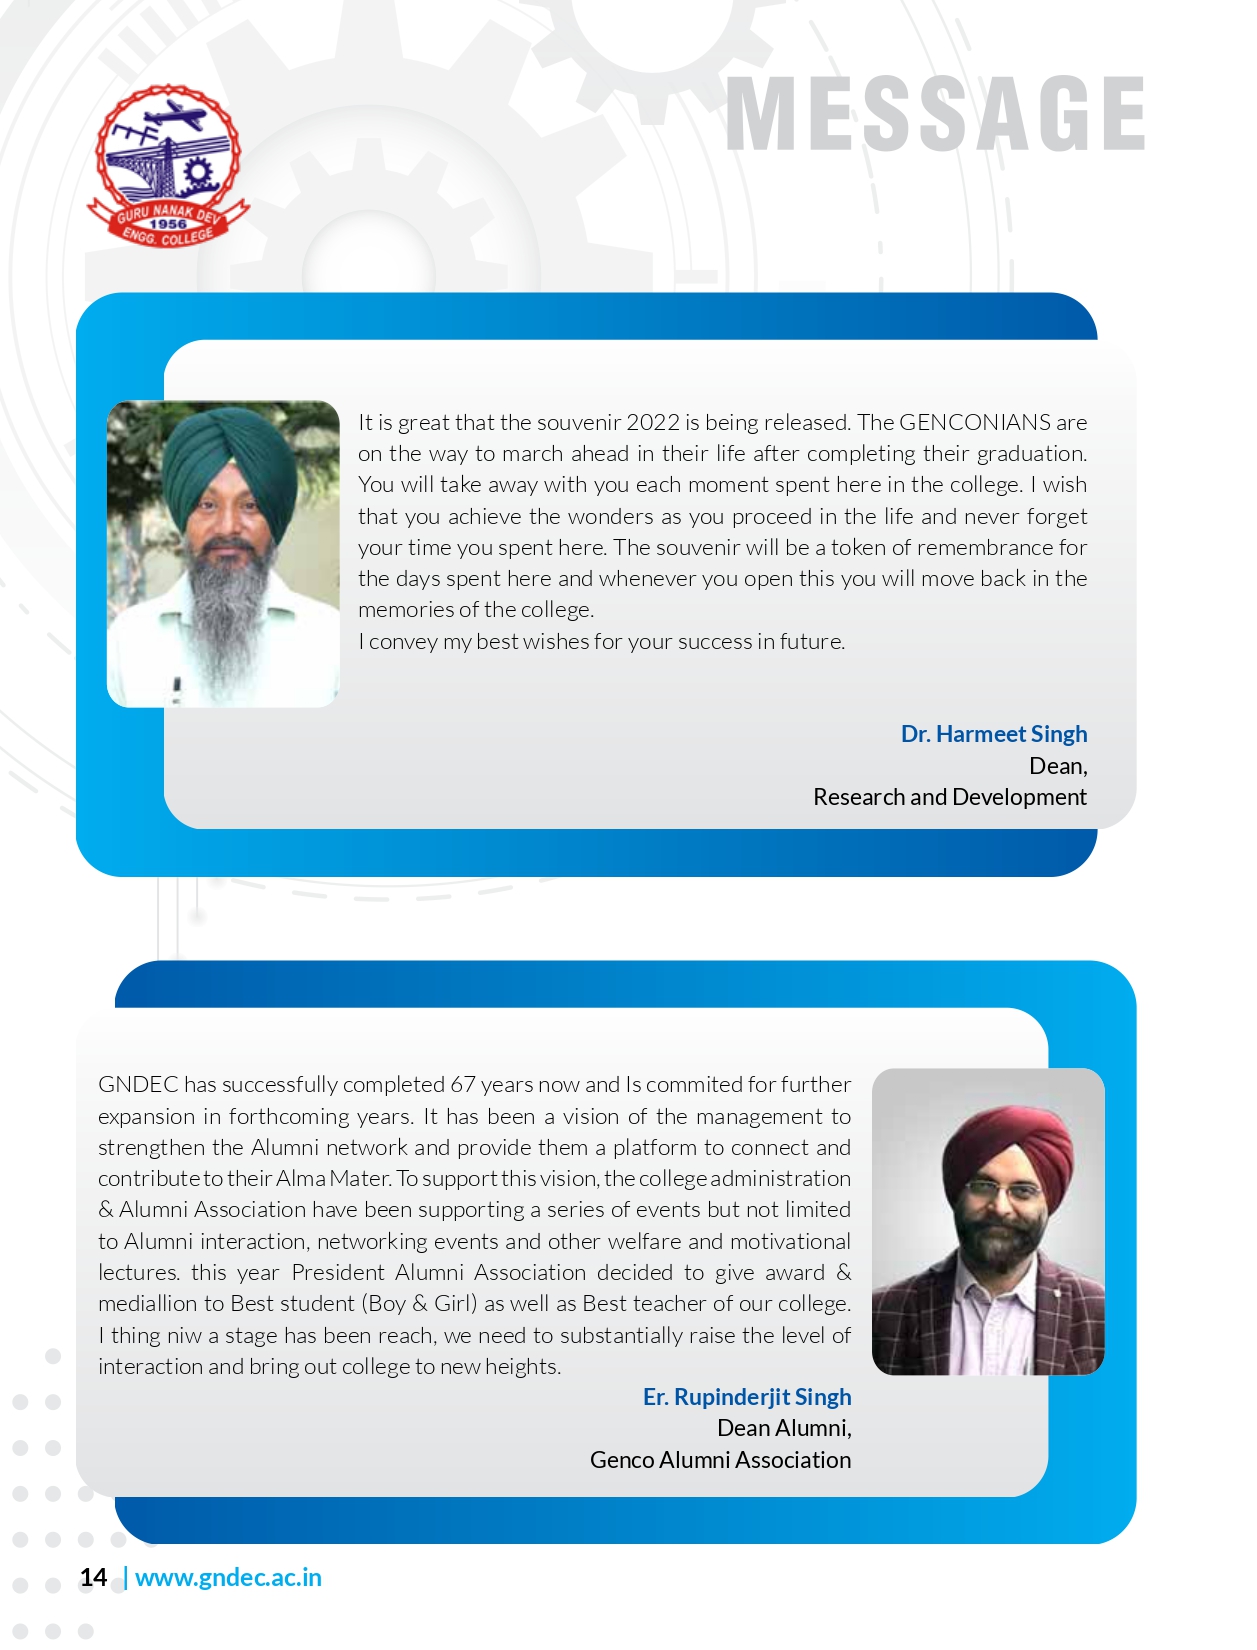 MESSAGE
GURU NANAK DEV
1956
ENGG. COLLEGE
It is great that the souvenir 2022 is being released. The GENCONIANS are
on the way to march ahead in their life after completing their graduation.
You will take away with you each moment spent here in the college. I wish
that you achieve the wonders as you proceed in the life and never forget
your time you spent here. The souvenir will be a token of remembrance for
the days spent here and whenever you open this you will move back in the
memories of the college.
I convey my best wishes for your success in future.
Dr. Harmeet Singh
Dean,
Research and Development
GNDEC has successfully completed 67 years now and Is commited for further
expansion in forthcoming years. It has been a vision of the management to
strengthen the Alumni network and provide them a platform to connect and
contribute to their Alma Mater. To support this vision, the college administration
& Alumni Association have been supporting a series of events but not limited
to Alumni interaction, networking events and other welfare and motivational
lectures. this year President Alumni Association decided to give award &
mediallion to Best student (Boy & Girl) as well as Best teacher of our college.
I thing niw a stage has been reach, we need to substantially raise the level of
interaction and bring out college to new heights.
Er. Rupinderjit Singh
Dean Alumni,
Genco Alumni Association
14 | www.gndec.ac.in